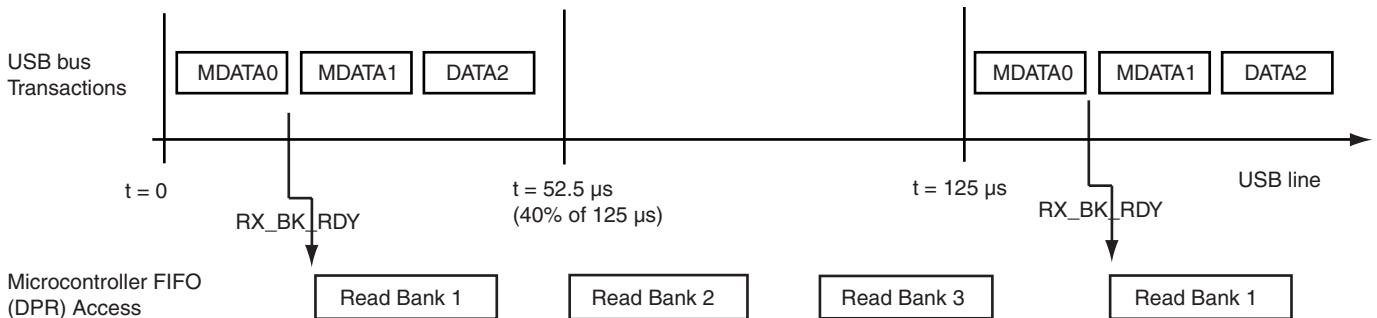 USB bus
Transactions
MDATA0 MDATA1 DATA2 MDATA0 MDATA1 DATA2
t = 0
t = 52.5 µs
(40% of 125 µs)
t = 125 µs
USB line
RX_BK_RDY
RX_BK_RDY
Microcontroller FIFO
(DPR) Access
Read Bank 1 Read Bank 2 Read Bank 3 Read Bank 1